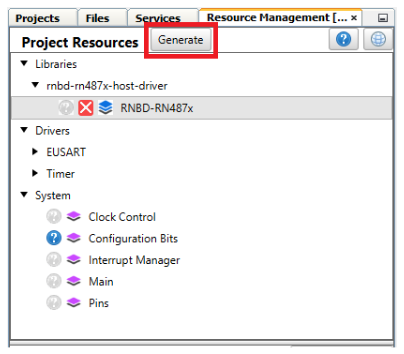 Projects Files Services Resource Management [... ×
Project Resources Generate ?
Libraries
rnbd-rn487x-host-driver
? RNBD-RN487x
Drivers
EUSART
Timer
System
? Clock Control
? Configuration Bits
? Interrupt Manager
? Main
? Pins